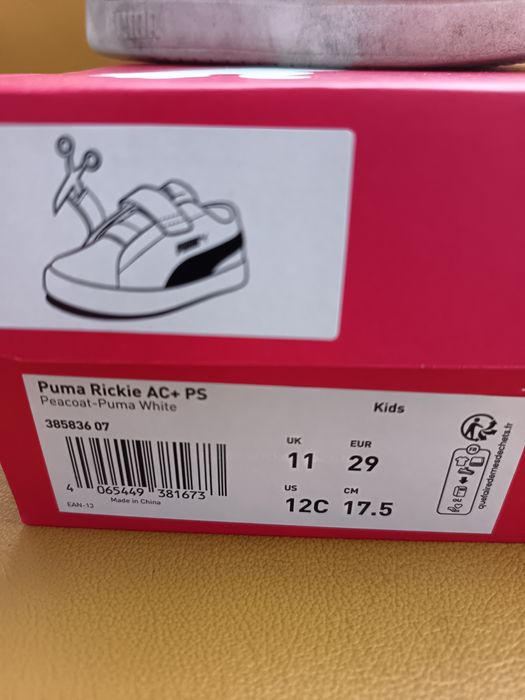 PUMA
Puma Rickie AC+ PS
Peacoat-Puma White
Kids
385836 07
UK
11
EUR
29
US
12C
CM
17.5
4 065449 381673
EAN-13
Made in China
quefairedemesdechets.fr